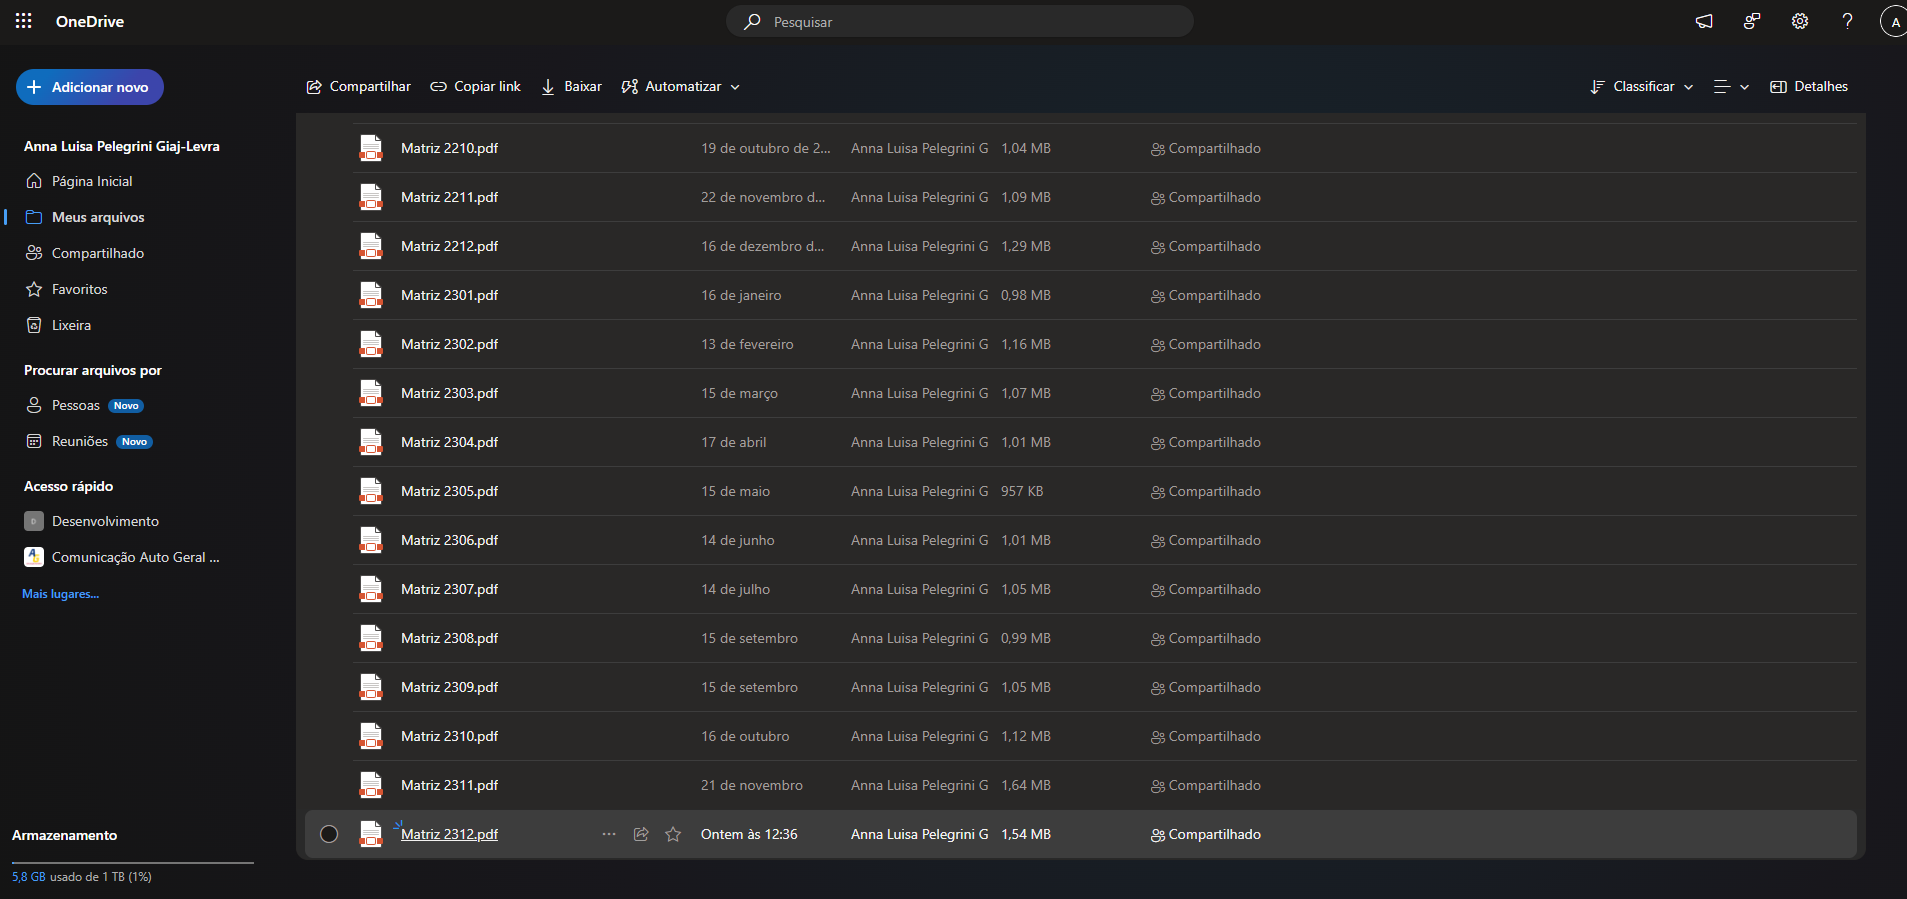 OneDrive
Pesquisar
A
Adicionar novo
Compartilhar Copiar link Baixar Automatizar
Classificar Detalhes
Anna Luisa Pelegrini Giaj-Levra
Página Inicial
Meus arquivos
Compartilhado
Favoritos
Lixeira
Procurar arquivos por
Pessoas Novo
Reuniões Novo
Acesso rápido
D Desenvolvimento
Comunicação Auto Geral ...
Mais lugares...
Armazenamento
5,8 GB usado de 1 TB (1%)
Matriz 2210.pdf 19 de outubro de 2... Anna Luisa Pelegrini G 1,04 MB Compartilhado
Matriz 2211.pdf 22 de novembro d... Anna Luisa Pelegrini G 1,09 MB Compartilhado
Matriz 2212.pdf 16 de dezembro d... Anna Luisa Pelegrini G 1,29 MB Compartilhado
Matriz 2301.pdf 16 de janeiro Anna Luisa Pelegrini G 0,98 MB Compartilhado
Matriz 2302.pdf 13 de fevereiro Anna Luisa Pelegrini G 1,16 MB Compartilhado
Matriz 2303.pdf 15 de março Anna Luisa Pelegrini G 1,07 MB Compartilhado
Matriz 2304.pdf 17 de abril Anna Luisa Pelegrini G 1,01 MB Compartilhado
Matriz 2305.pdf 15 de maio Anna Luisa Pelegrini G 957 KB Compartilhado
Matriz 2306.pdf 14 de junho Anna Luisa Pelegrini G 1,01 MB Compartilhado
Matriz 2307.pdf 14 de julho Anna Luisa Pelegrini G 1,05 MB Compartilhado
Matriz 2308.pdf 15 de setembro Anna Luisa Pelegrini G 0,99 MB Compartilhado
Matriz 2309.pdf 15 de setembro Anna Luisa Pelegrini G 1,05 MB Compartilhado
Matriz 2310.pdf 16 de outubro Anna Luisa Pelegrini G 1,12 MB Compartilhado
Matriz 2311.pdf 21 de novembro Anna Luisa Pelegrini G 1,64 MB Compartilhado
Matriz 2312.pdf Ontem às 12:36 Anna Luisa Pelegrini G 1,54 MB Compartilhado